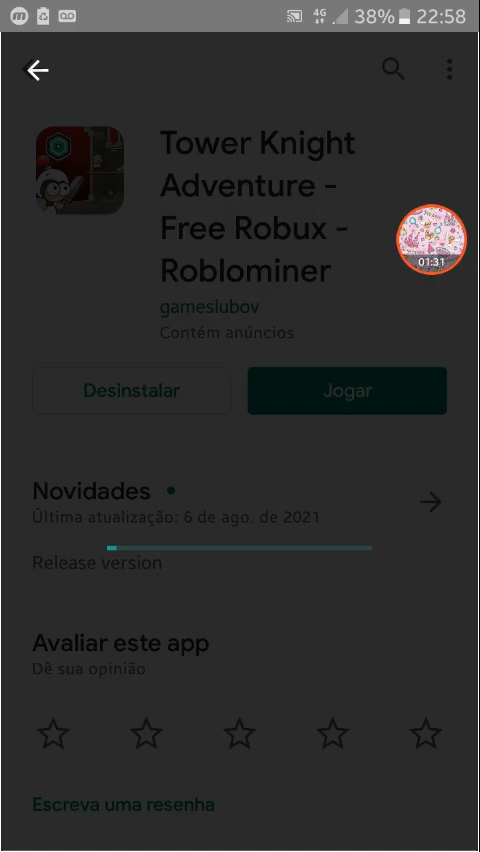 4G 38% 22:58
Tower Knight
Adventure -
Free Robux -
Roblominer
gameslubov
Contém anúncios
01:31
Desinstalar
Jogar
Novidades
Última atualização: 6 de ago. de 2021
Release version
Avaliar este app
Dê sua opinião
Escreva uma resenha